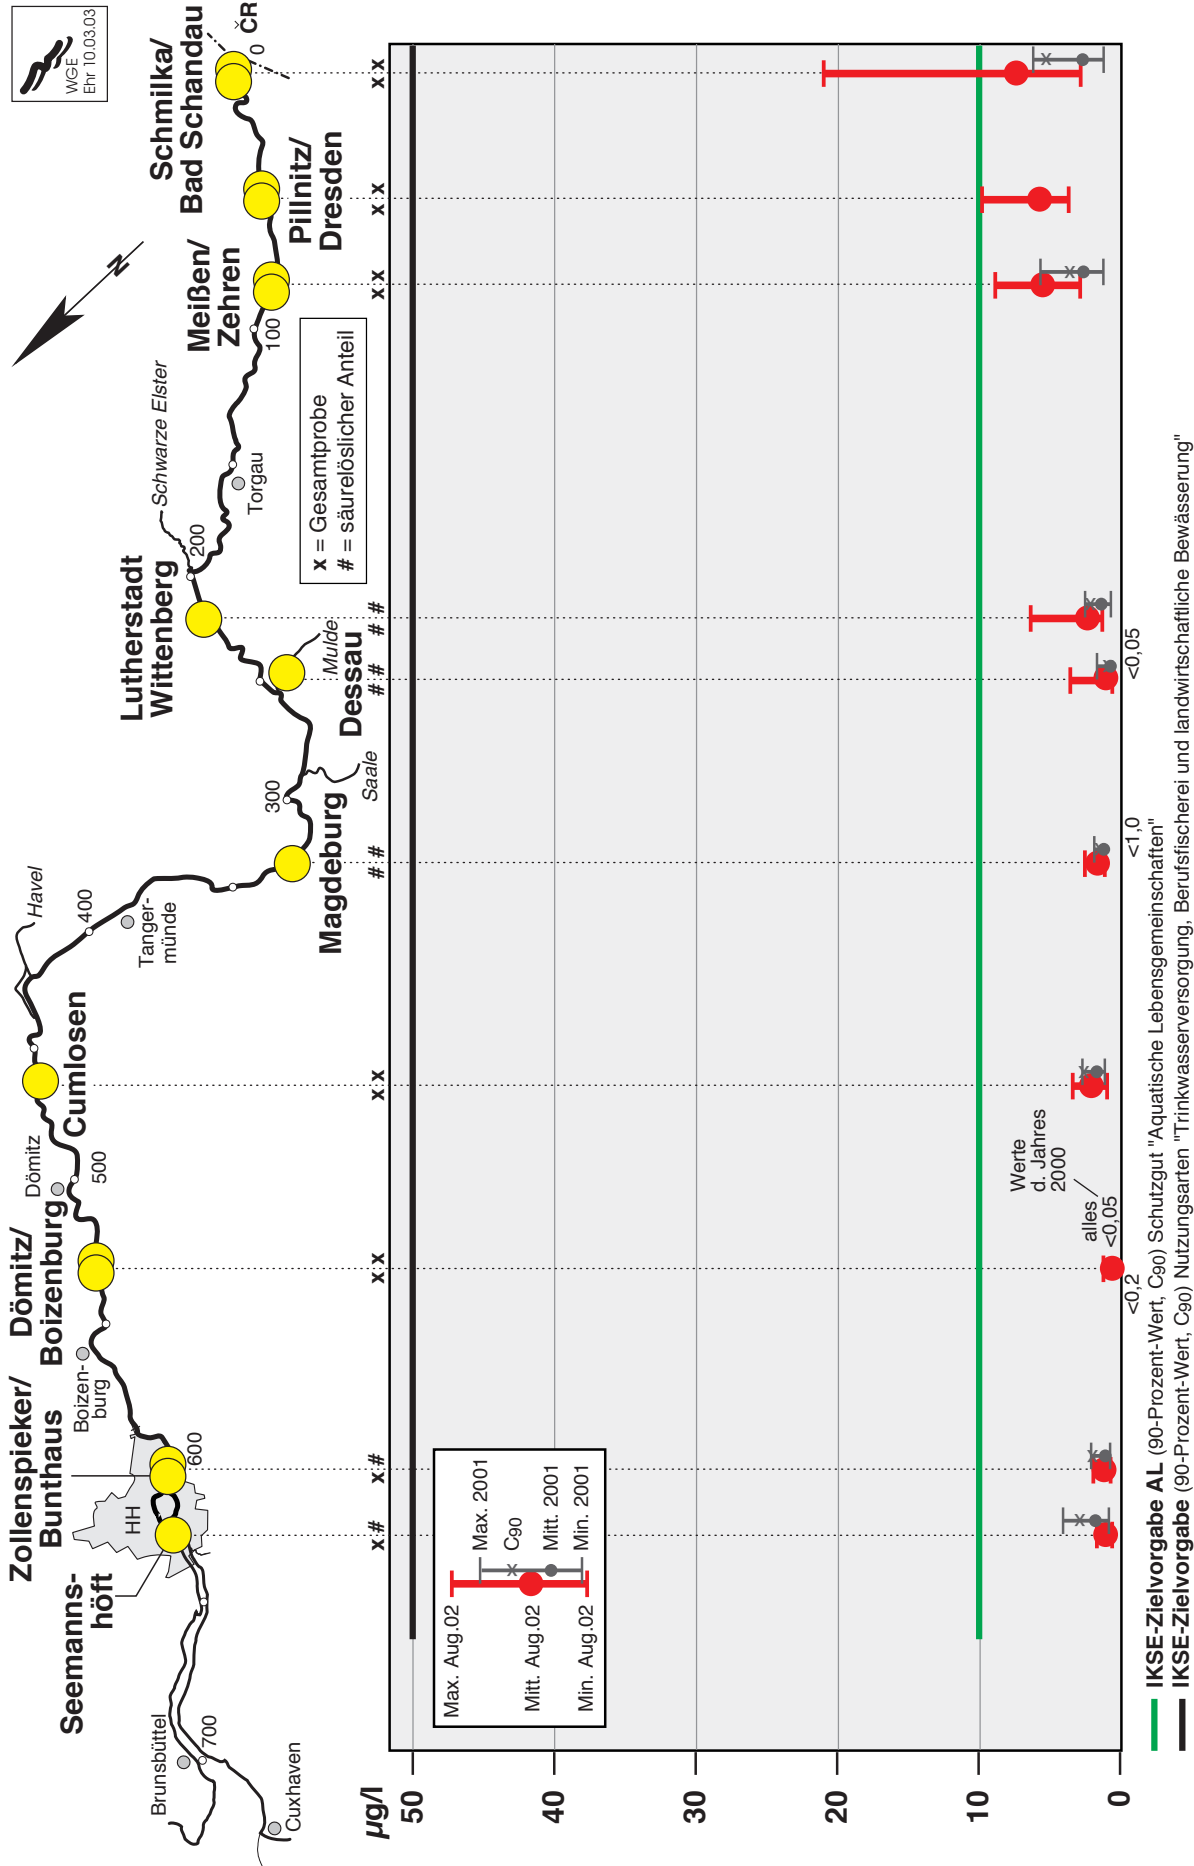 Seemanns-
höft
Zollenspieker/
Bunthaus
Dömitz/
Boizenburg
Cumlosen
Magdeburg
Dessau
Lutherstadt
Wittenberg
Meißen/
Zehren
Pillnitz/
Dresden
Schmilka/
Bad Schandau
ČR
0
WGE
Ehr 10.03.03
N
Brunsbüttel
Cuxhaven
700
HH
600
Boizen-
burg
Dömitz
500
Havel
400
Tanger-
münde
300
Saale
Mulde
200
Schwarze Elster
Torgau
100
x = Gesamtprobe
# = säurelöslicher Anteil
x #
x #
x x
x x
# #
# #
# #
x x
x x
x x
µg/l
50
40
30
20
10
0
Max. Aug.02
Mitt. Aug.02
Min. Aug.02
Max. 2001
x C90
Mitt. 2001
Min. 2001
Werte
d. Jahres
2000
alles
<0,05
<0,2
<1,0
<0,05
IKSE-Zielvorgabe AL (90-Prozent-Wert, C90) Schutzgut "Aquatische Lebensgemeinschaften"
IKSE-Zielvorgabe (90-Prozent-Wert, C90) Nutzungsarten "Trinkwasserversorgung, Berufsfischerei und landwirtschaftliche Bewässerung"